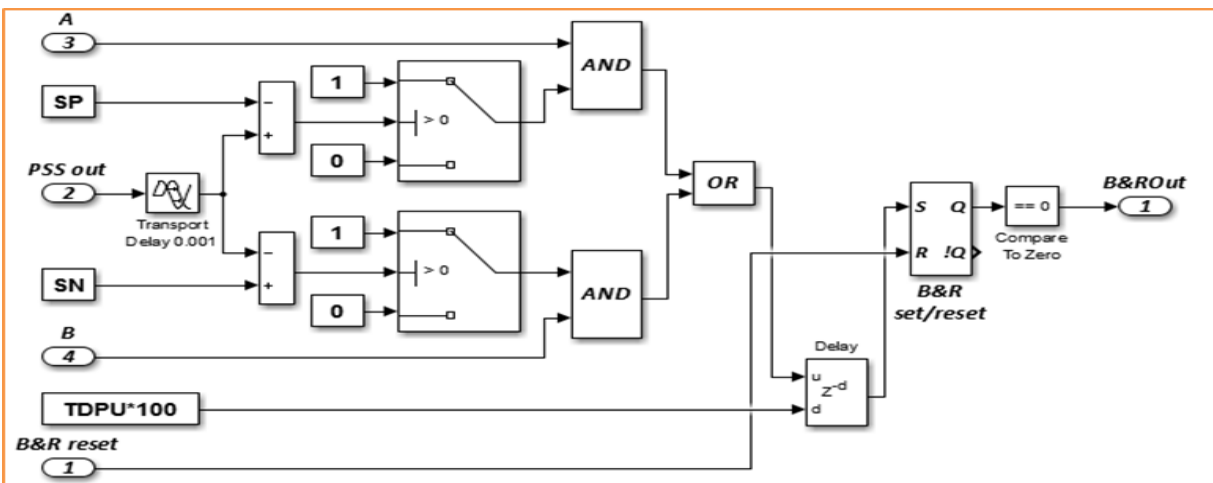 A
3
SP
PSS out
2
Transport
Delay 0.001
SN
B
4
TDPU*100
B&R reset
1
−
+
−
+
1
> 0
0
1
> 0
0
AND
AND
OR
Delay
u
Z-d
d
S Q
R !Q
B&R
set/reset
== 0
Compare
To Zero
B&ROut
1